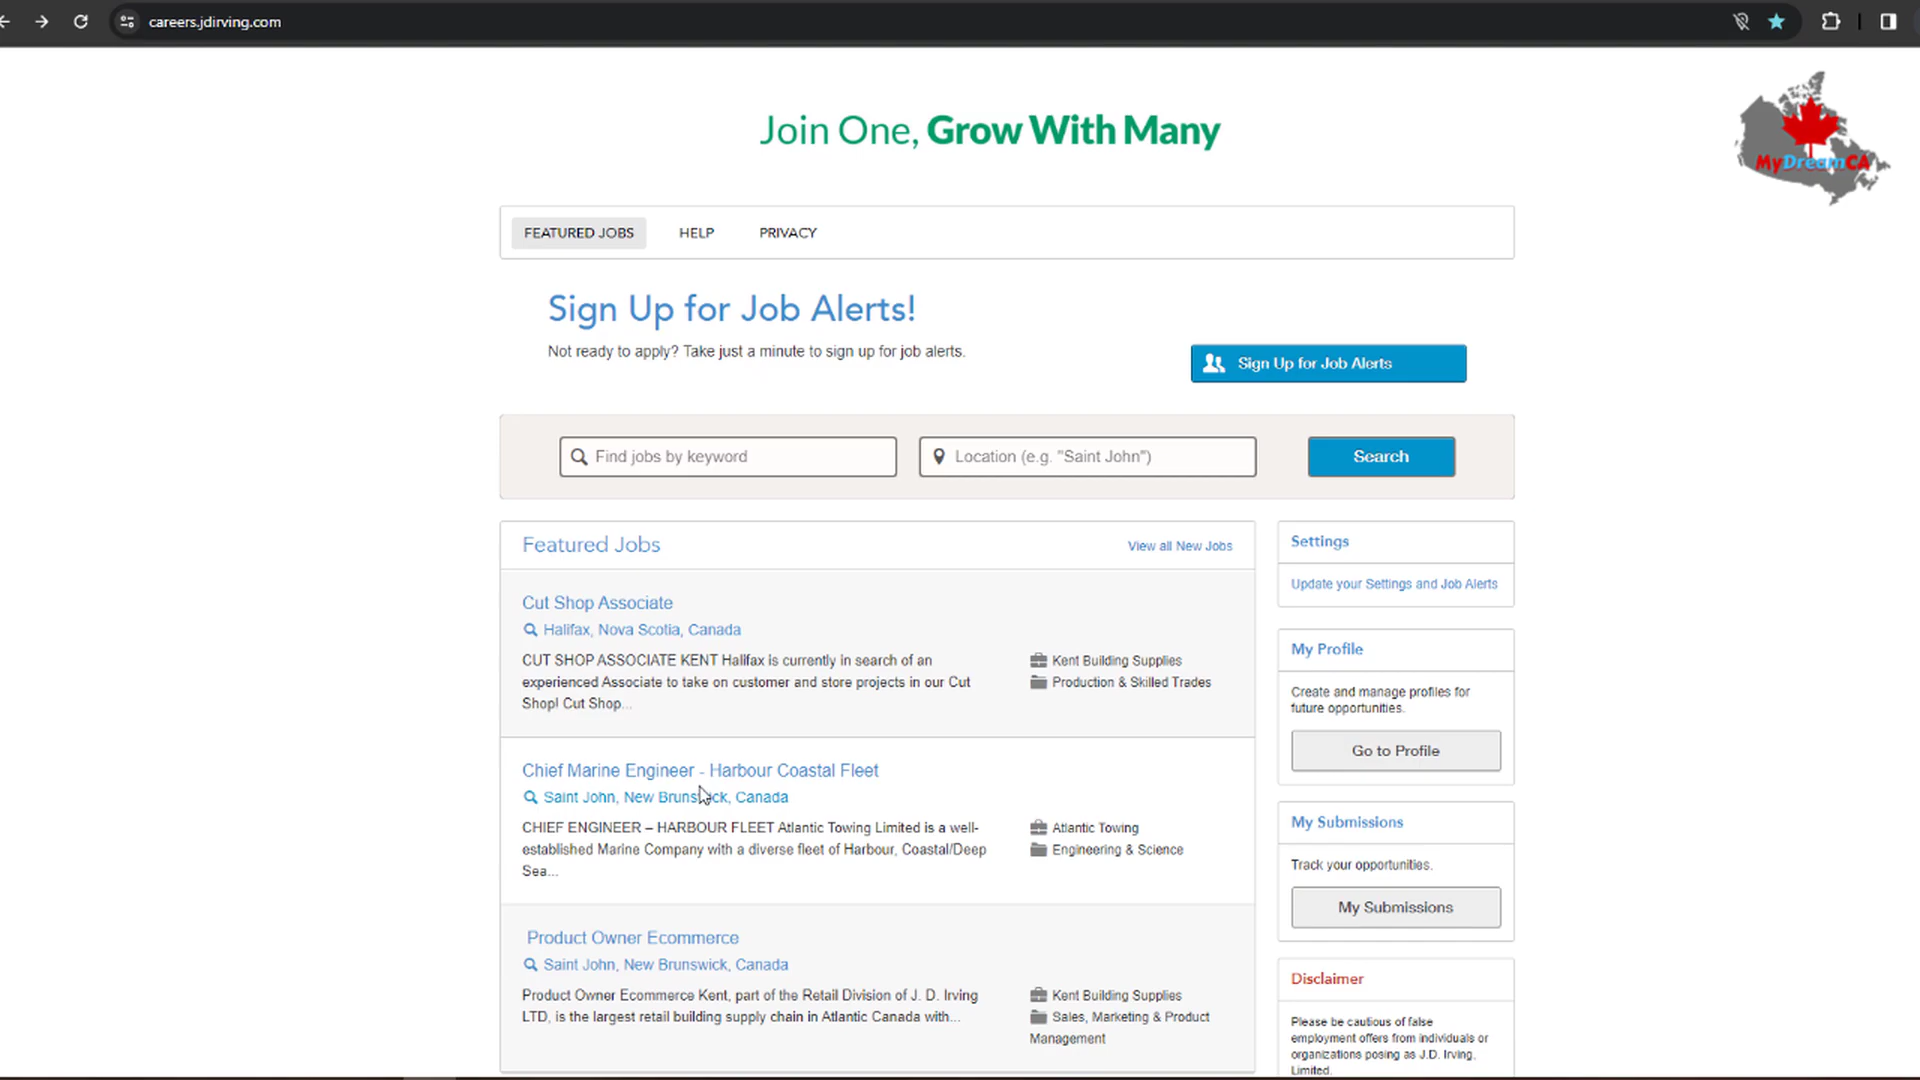 careers.jdirving.com
Join One, Grow With Many
MyDreamCA
FEATURED JOBS HELP PRIVACY
Sign Up for Job Alerts!
Not ready to apply? Take just a minute to sign up for job alerts.
Sign Up for Job Alerts
Find jobs by keyword
Location (e.g. "Saint John")
Search
Featured Jobs
View all New Jobs
Cut Shop Associate
Halifax, Nova Scotia, Canada
CUT SHOP ASSOCIATE KENT Halifax is currently in search of an
experienced Associate to take on customer and store projects in our Cut
Shop! Cut Shop...
Kent Building Supplies
Production & Skilled Trades
Chief Marine Engineer - Harbour Coastal Fleet
Saint John, New Brunswick, Canada
CHIEF ENGINEER – HARBOUR FLEET Atlantic Towing Limited is a well-
established Marine Company with a diverse fleet of Harbour, Coastal/Deep
Sea...
Atlantic Towing
Engineering & Science
Product Owner Ecommerce
Saint John, New Brunswick, Canada
Product Owner Ecommerce Kent, part of the Retail Division of J. D. Irving
LTD, is the largest retail building supply chain in Atlantic Canada with...
Kent Building Supplies
Sales, Marketing & Product
Management
Settings
Update your Settings and Job Alerts
My Profile
Create and manage profiles for
future opportunities.
Go to Profile
My Submissions
Track your opportunities.
My Submissions
Disclaimer
Please be cautious of false
employment offers from individuals or
organizations posing as J.D. Irving,
Limited.